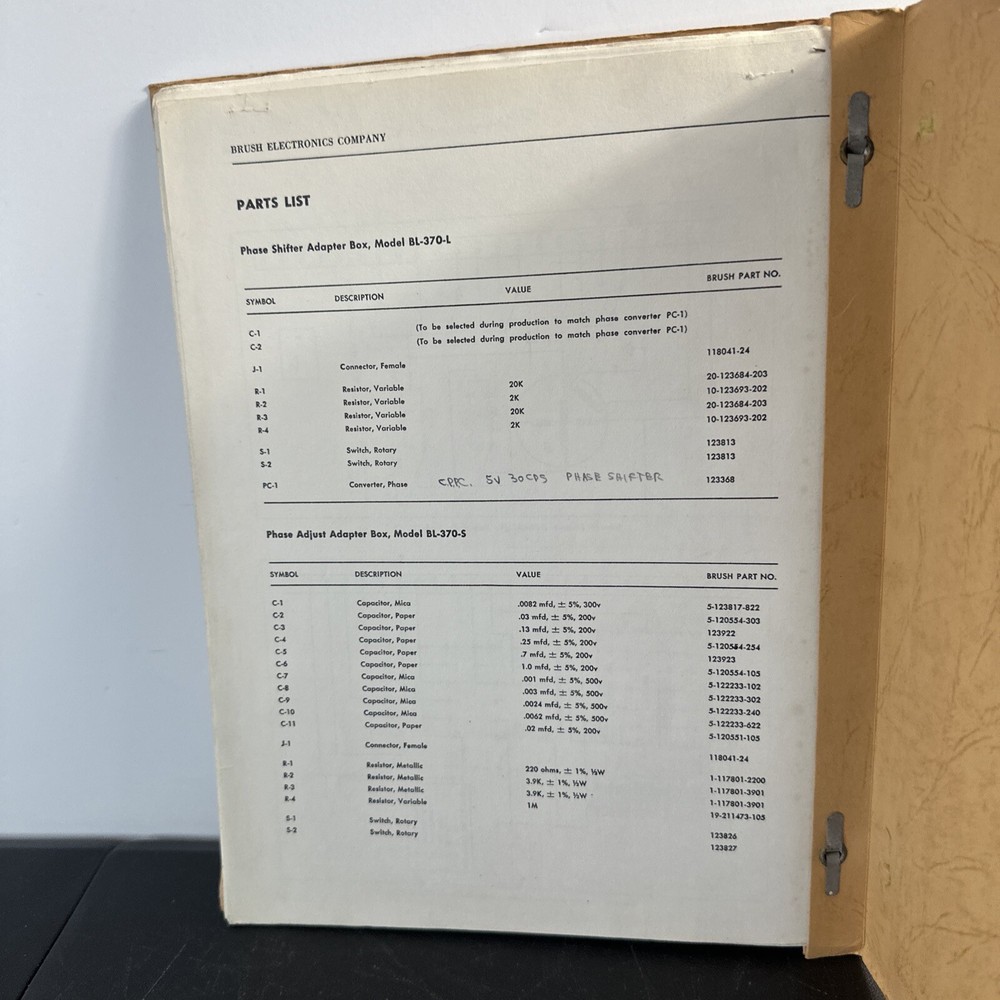 BRUSH ELECTRONICS COMPANY
PARTS LIST
Phase Shifter Adapter Box, Model BL-370-L
SYMBOL DESCRIPTION VALUE BRUSH PART NO.
C-1 (To be selected during production to match phase converter PC-1)
C-2 (To be selected during production to match phase converter PC-1)
J-1 Connector, Female 118041-24
R-1 Resistor, Variable 20K 20-123684-203
R-2 Resistor, Variable 2K 10-123693-202
R-3 Resistor, Variable 20K 20-123684-203
R-4 Resistor, Variable 2K 10-123693-202
S-1 Switch, Rotary 123813
S-2 Switch, Rotary 123813
PC-1 Converter, Phase 5V 30CPS PHASE SHIFTER 123368
Phase Adjust Adapter Box, Model BL-370-S
SYMBOL DESCRIPTION VALUE BRUSH PART NO.
C-1 Capacitor, Mica .0082 mfd, ± 5%, 300v 5-123817-822
C-2 Capacitor, Paper .03 mfd, ± 5%, 200v 5-120554-303
C-3 Capacitor, Paper .13 mfd, ± 5%, 200v 123922
C-4 Capacitor, Paper .25 mfd, ± 5%, 200v 5-120554-254
C-5 Capacitor, Paper .7 mfd, ± 5%, 200v 123923
C-6 Capacitor, Paper 1.0 mfd, ± 5%, 200v 5-120554-105
C-7 Capacitor, Mica .001 mfd, ± 5%, 500v 5-122233-102
C-8 Capacitor, Mica .003 mfd, ± 5%, 500v 5-122233-302
C-9 Capacitor, Mica .0024 mfd, ± 5%, 500v 5-122233-240
C-10 Capacitor, Mica .0062 mfd, ± 5%, 500v 5-122233-622
C-11 Capacitor, Paper .02 mfd, ± 5%, 200v 5-120551-105
J-1 Connector, Female 118041-24
R-1 Resistor, Metallic 220 ohms, ± 1%, ½W 1-117801-2200
R-2 Resistor, Metallic 3.9K, ± 1%, ½W 1-117801-3901
R-3 Resistor, Metallic 3.9K, ± 1%, ½W 1-117801-3901
R-4 Resistor, Variable 1M 19-211473-105
S-1 Switch, Rotary 123826
S-2 Switch, Rotary 123827